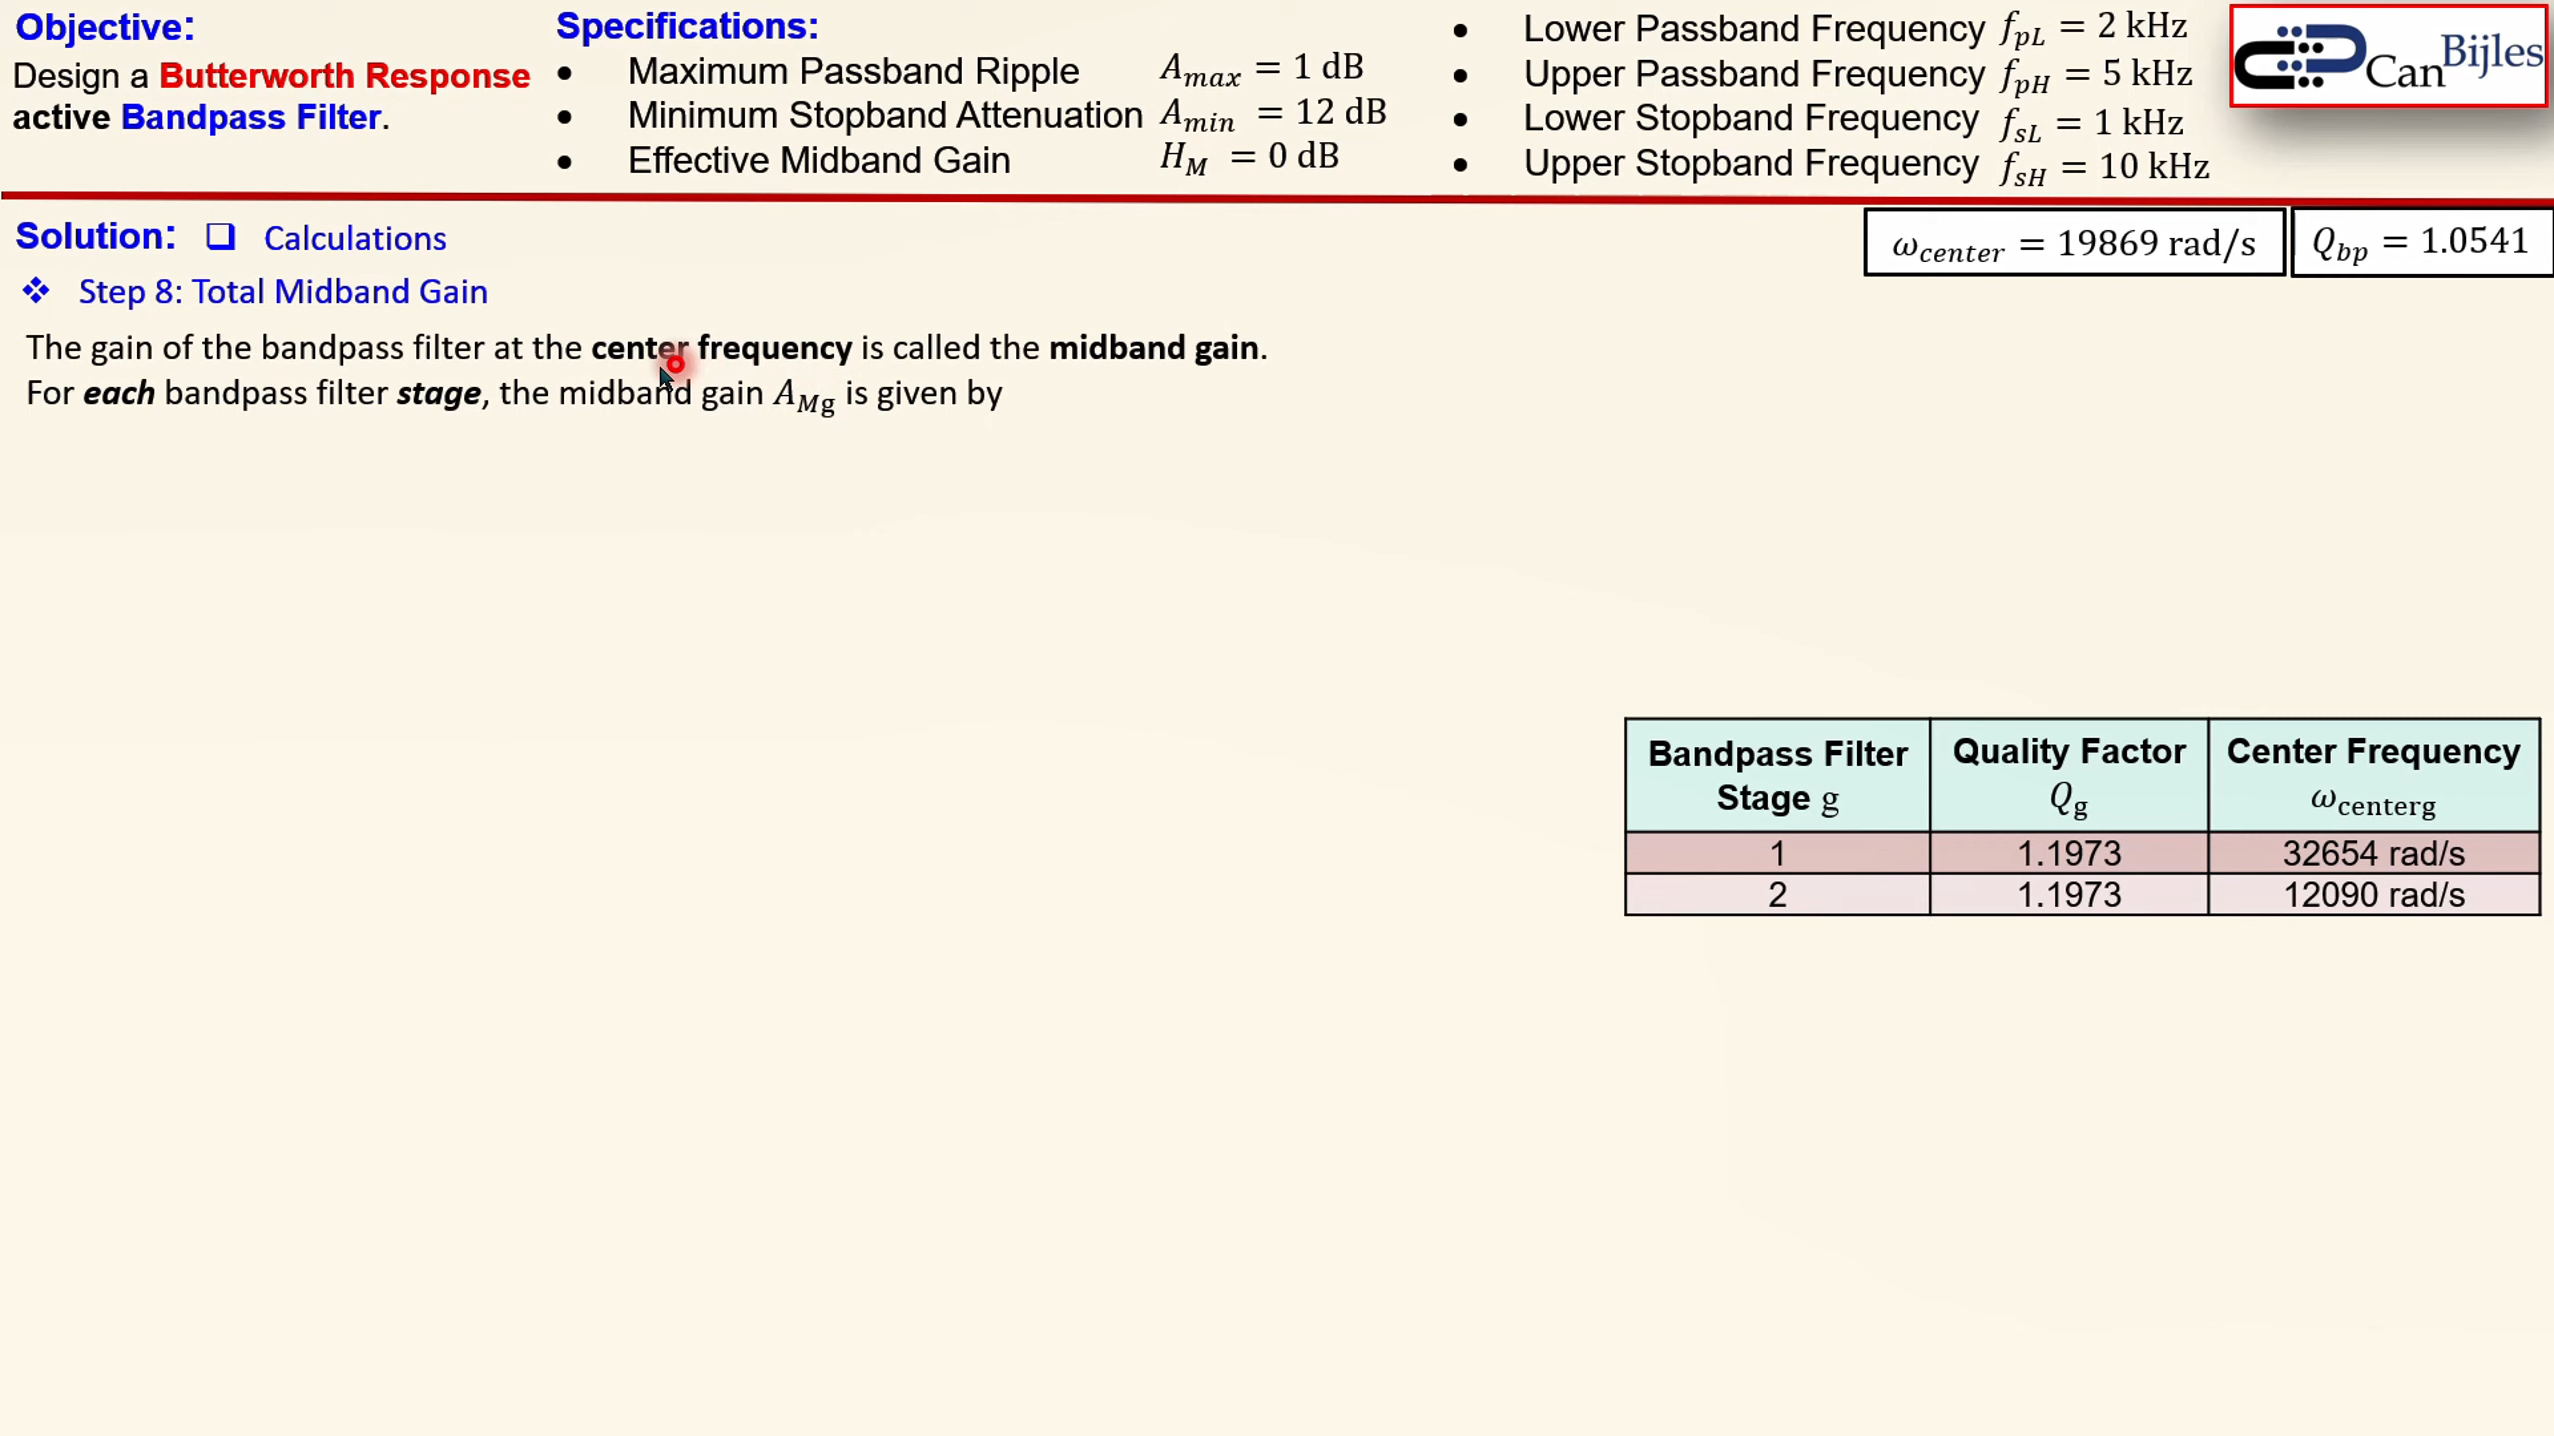 Objective:
Design a Butterworth Response
active Bandpass Filter.
Specifications:
• Maximum Passband Ripple A_max = 1 dB
• Minimum Stopband Attenuation A_min = 12 dB
• Effective Midband Gain H_M = 0 dB
• Lower Passband Frequency f_pL = 2 kHz
• Upper Passband Frequency f_pH = 5 kHz
• Lower Stopband Frequency f_sL = 1 kHz
• Upper Stopband Frequency f_sH = 10 kHz
CanBijles
Solution: ❑ Calculations
ω_center = 19869 rad/s
Q_bp = 1.0541
❖ Step 8: Total Midband Gain
The gain of the bandpass filter at the center frequency is called the midband gain.
For each bandpass filter stage, the midband gain A_Mg is given by
Bandpass Filter Stage g | Quality Factor Q_g | Center Frequency ω_centerg
1 | 1.1973 | 32654 rad/s
2 | 1.1973 | 12090 rad/s